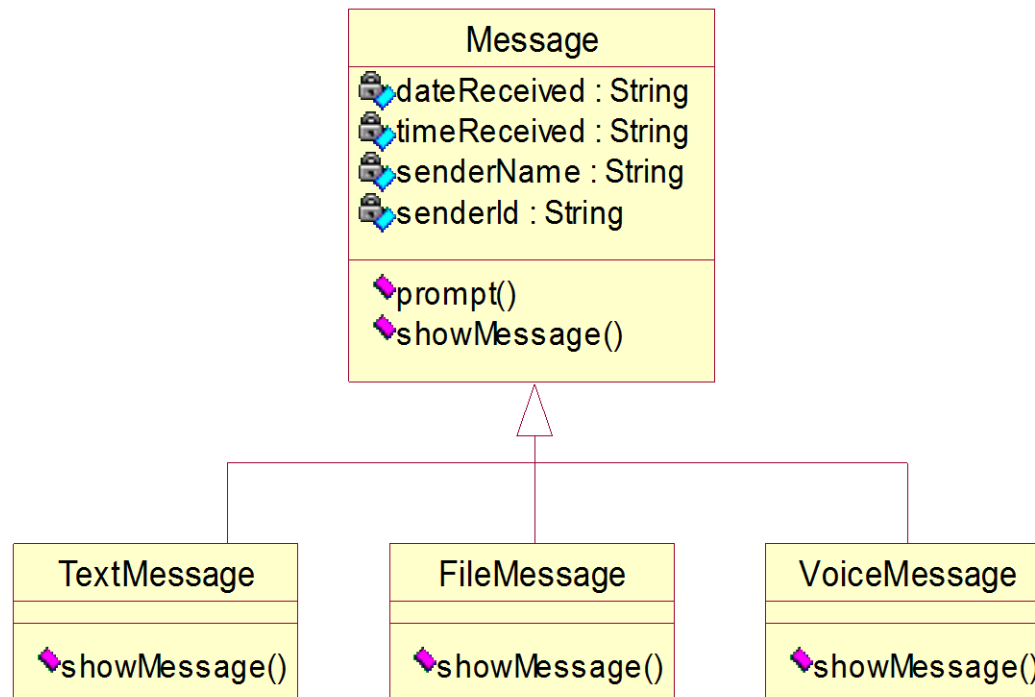 Message
dateReceived : String
timeReceived : String
senderName : String
senderId : String
prompt()
showMessage()
TextMessage
FileMessage
VoiceMessage
showMessage()
showMessage()
showMessage()